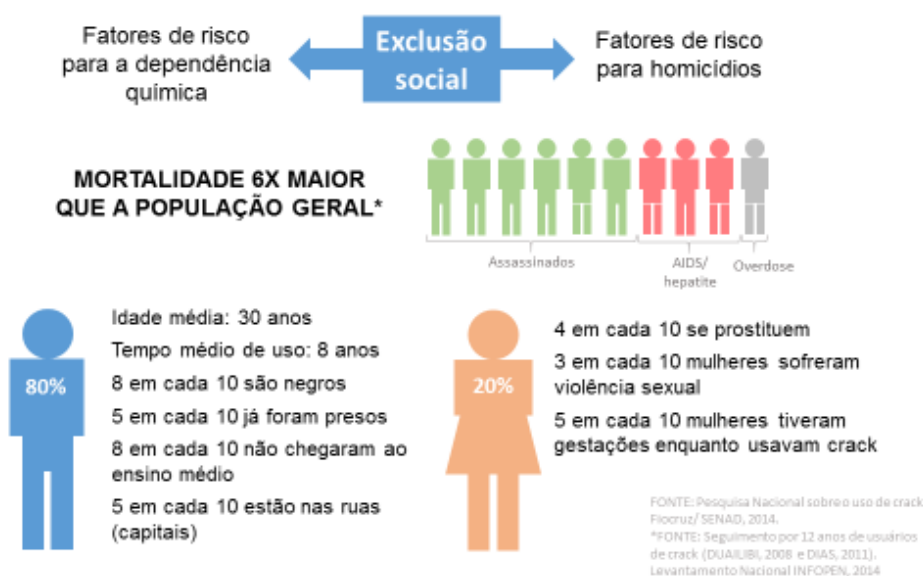 Fatores de risco
para a dependência
química
Exclusão
social
Fatores de risco
para homicídios
MORTALIDADE 6X MAIOR
QUE A POPULAÇÃO GERAL*
Assassinados
AIDS/
hepatite
Overdose
80%
Idade média: 30 anos
Tempo médio de uso: 8 anos
8 em cada 10 são negros
5 em cada 10 já foram presos
8 em cada 10 não chegaram ao
ensino médio
5 em cada 10 estão nas ruas
(capitais)
20%
4 em cada 10 se prostituem
3 em cada 10 mulheres sofreram
violência sexual
5 em cada 10 mulheres tiveram
gestações enquanto usavam crack
FONTE: Pesquisa Nacional sobre o uso de crack
Fiocruz/ SENAD, 2014.
*FONTE: Seguimento por 12 anos de usuários
de crack (DUAILIBI, 2008 e DIAS, 2011).
Levantamento Nacional INFOPEN, 2014